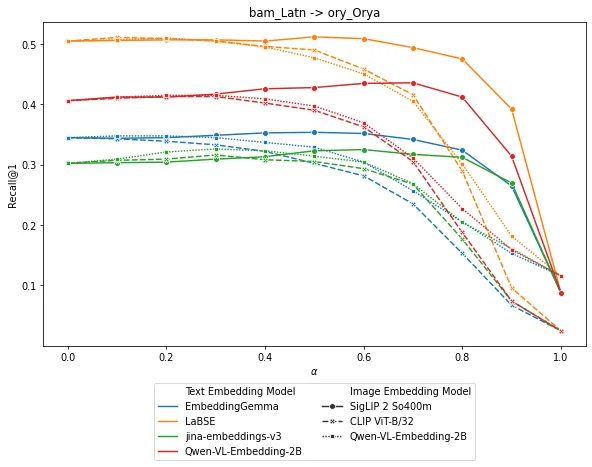 bam_Latn -> ory_Orya
Recall@1
0.5
0.4
0.3
0.2
0.1
0.0 0.2 0.4 0.6 0.8 1.0
α
Text Embedding Model Image Embedding Model
EmbeddingGemma SigLIP 2 So400m
LaBSE CLIP ViT-B/32
jina-embeddings-v3 Qwen-VL-Embedding-2B
Qwen-VL-Embedding-2B